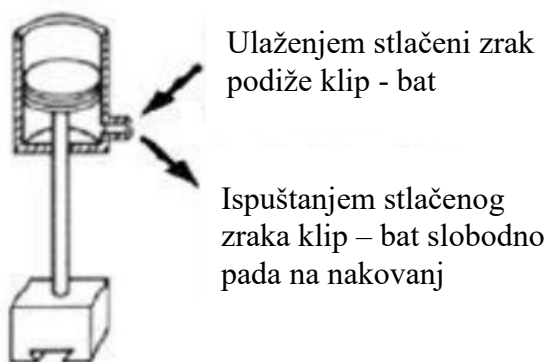 Ulaženjem stlačeni zrak
podiže klip - bat
Ispuštanjem stlačenog
zraka klip – bat slobodno
pada na nakovanj